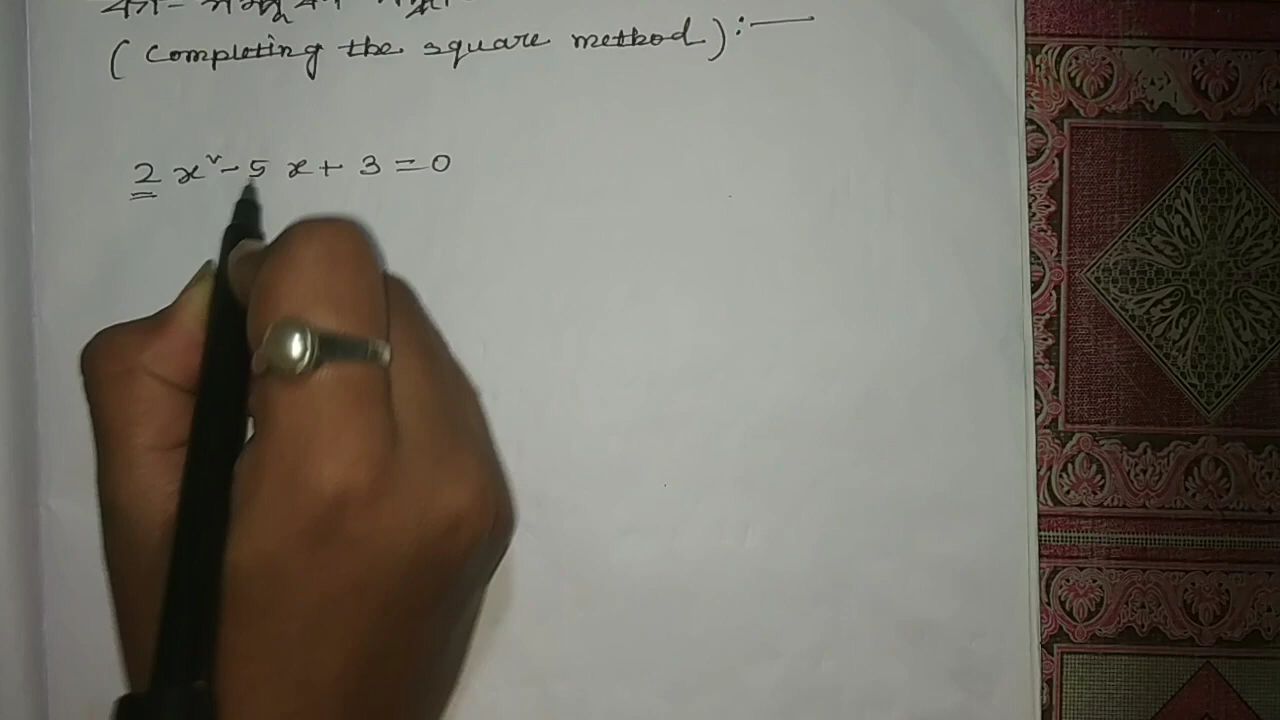 (Completing the square method):—
2x²-5x+3=0